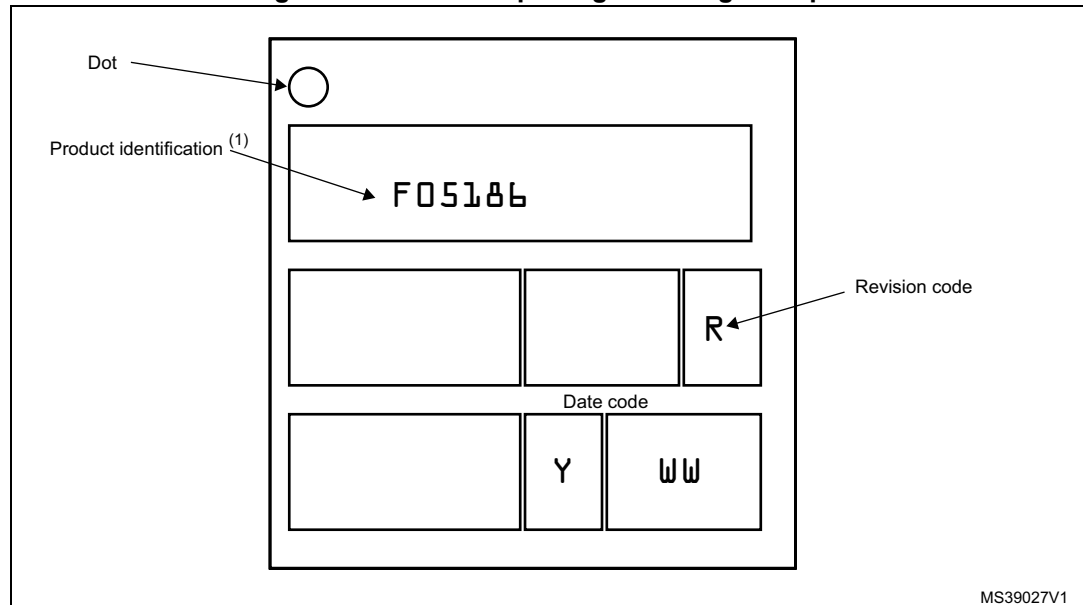 Dot
Product identification (1)
F05186
Revision code
R
Date code
Y WW
MS39027V1